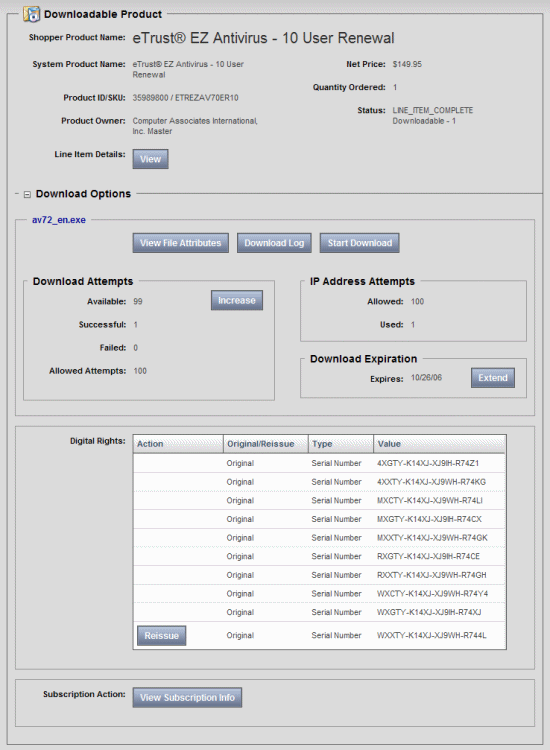 Downloadable Product
Shopper Product Name: eTrust® EZ Antivirus - 10 User Renewal
System Product Name: eTrust® EZ Antivirus - 10 User
Renewal
Net Price: $149.95
Quantity Ordered: 1
Product ID/SKU: 35989800 / ETREZAV70ER10
Status: LINE_ITEM_COMPLETE
Downloadable - 1
Product Owner: Computer Associates International,
Inc. Master
Line Item Details: View
Download Options
av72_en.exe
View File Attributes Download Log Start Download
Download Attempts
Available: 99 Increase
Successful: 1
Failed: 0
Allowed Attempts: 100
IP Address Attempts
Allowed: 100
Used: 1
Download Expiration
Expires: 10/26/06 Extend
Digital Rights:
Action Original/Reissue Type Value
Original Serial Number 4XGTY-K14XJ-XJ9IH-R74Z1
Original Serial Number 4XXTY-K14XJ-XJ9WH-R74KG
Original Serial Number MXCTY-K14XJ-XJ9WH-R74LI
Original Serial Number MXGTY-K14XJ-XJ9IH-R74CX
Original Serial Number MXXTY-K14XJ-XJ9WH-R74GK
Original Serial Number RXGTY-K14XJ-XJ9IH-R74CE
Original Serial Number RXXTY-K14XJ-XJ9WH-R74GH
Original Serial Number WXCTY-K14XJ-XJ9WH-R74Y4
Original Serial Number WXGTY-K14XJ-XJ9IH-R74XJ
Reissue Original Serial Number WXXTY-K14XJ-XJ9WH-R744L
Subscription Action: View Subscription Info